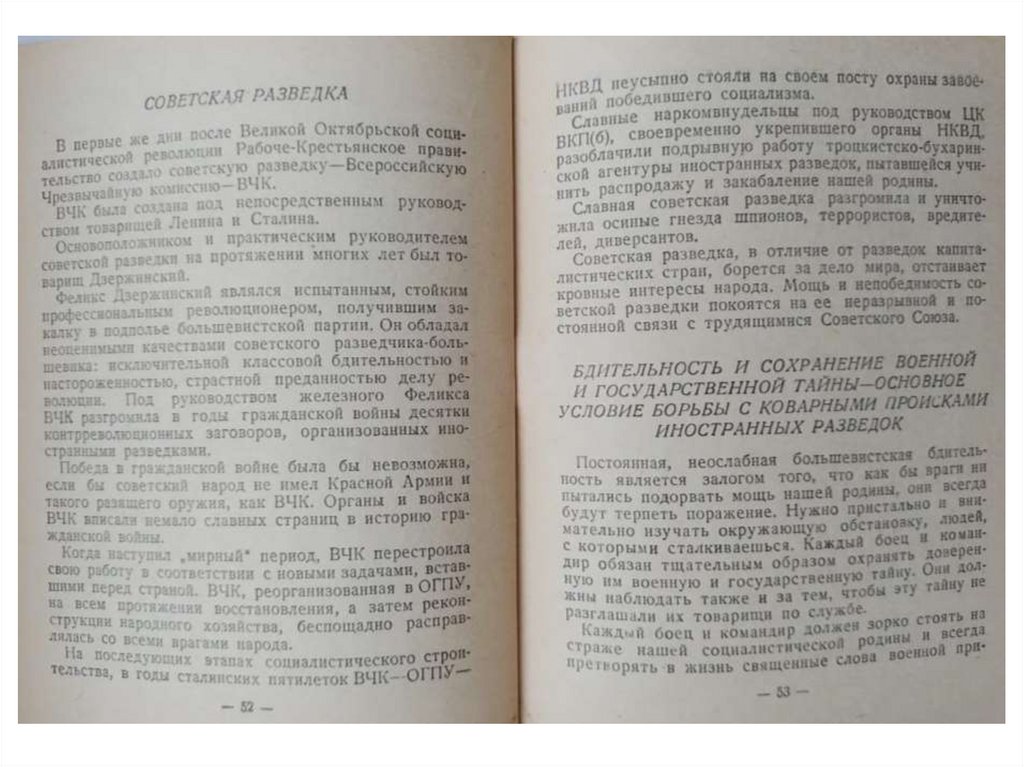 СОВЕТСКАЯ РАЗВЕДКА
В первые же дни после Великой Октябрьской соци-
алистической революции Рабоче-Крестьянское прави-
тельство создало советскую разведку—Всероссийскую
Чрезвычайную комиссию—ВЧК.
ВЧК была создана под непосредственным руковод-
ством товарищей Ленина и Сталина.
Основоположником и практическим руководителем
советской разведки на протяжении многих лет был то-
варищ Дзержинский.
Феликс Дзержинский являлся испытанным, стойким
профессиональным революционером, получившим за-
калку в подполье большевистской партии. Он обладал
неоценимыми качествами советского разведчика-боль-
шевика: исключительной классовой бдительностью и
настороженностью, страстной преданностью делу ре-
волюции. Под руководством железного Феликса
ВЧК разгромила в годы гражданской войны десятки
контрреволюционных заговоров, организованных ино-
странными разведками.
Победа в гражданской войне была бы невозможна,
если бы советский народ не имел Красной Армии и
такого разящего оружия, как ВЧК. Органы и войска
ВЧК вписали немало славных страниц в историю гра-
жданской войны.
Когда наступил „мирный" период, ВЧК перестроила
свою работу в соответствии с новыми задачами, встав-
шими перед страной. ВЧК, реорганизованная в ОГПУ,
на всем протяжении восстановления, а затем рекон-
струкции народного хозяйства, беспощадно расправ-
лялась со всеми врагами народа.
На последующих этапах социалистического строи-
тельства, в годы сталинских пятилеток ВЧК—ОГПУ—
— 52 —
НКВД неусыпно стояли на своем посту охраны завое-
ваний победившего социализма.
Славные наркомвнудельцы под руководством ЦК
ВКП(б), своевременно укрепившего органы НКВД,
разоблачили подрывную работу троцкистско-бухарин-
ской агентуры иностранных разведок, пытавшейся учи-
нить распродажу и закабаление нашей родины.
Славная советская разведка разгромила и уничто-
жила осиные гнезда шпионов, террористов, вредите-
лей, диверсантов.
Советская разведка, в отличие от разведок капита-
листических стран, борется за дело мира, отстаивает
кровные интересы народа. Мощь и непобедимость со-
ветской разведки покоятся на ее неразрывной и по-
стоянной связи с трудящимися Советского Союза.
БДИТЕЛЬНОСТЬ И СОХРАНЕНИЕ ВОЕННОЙ
И ГОСУДАРСТВЕННОЙ ТАЙНЫ—ОСНОВНОЕ
УСЛОВИЕ БОРЬБЫ С КОВАРНЫМИ ПРОИСКАМИ
ИНОСТРАННЫХ РАЗВЕДОК
Постоянная, неослабная большевистская бдитель-
ность является залогом того, что как бы враги ни
пытались подорвать мощь нашей родины, они всегда
будут терпеть поражение. Нужно пристально и вни-
мательно изучать окружающую обстановку, людей,
с которыми сталкиваешься. Каждый боец и коман-
дир обязан тщательным образом охранять доверен-
ную им военную и государственную тайну. Они дол-
жны наблюдать также и за тем, чтобы эту тайну не
разглашали их товарищи по службе.
Каждый боец и командир должен зорко стоять на
страже нашей социалистической родины и всегда
претворять в жизнь священные слова военной при-
— 53 —